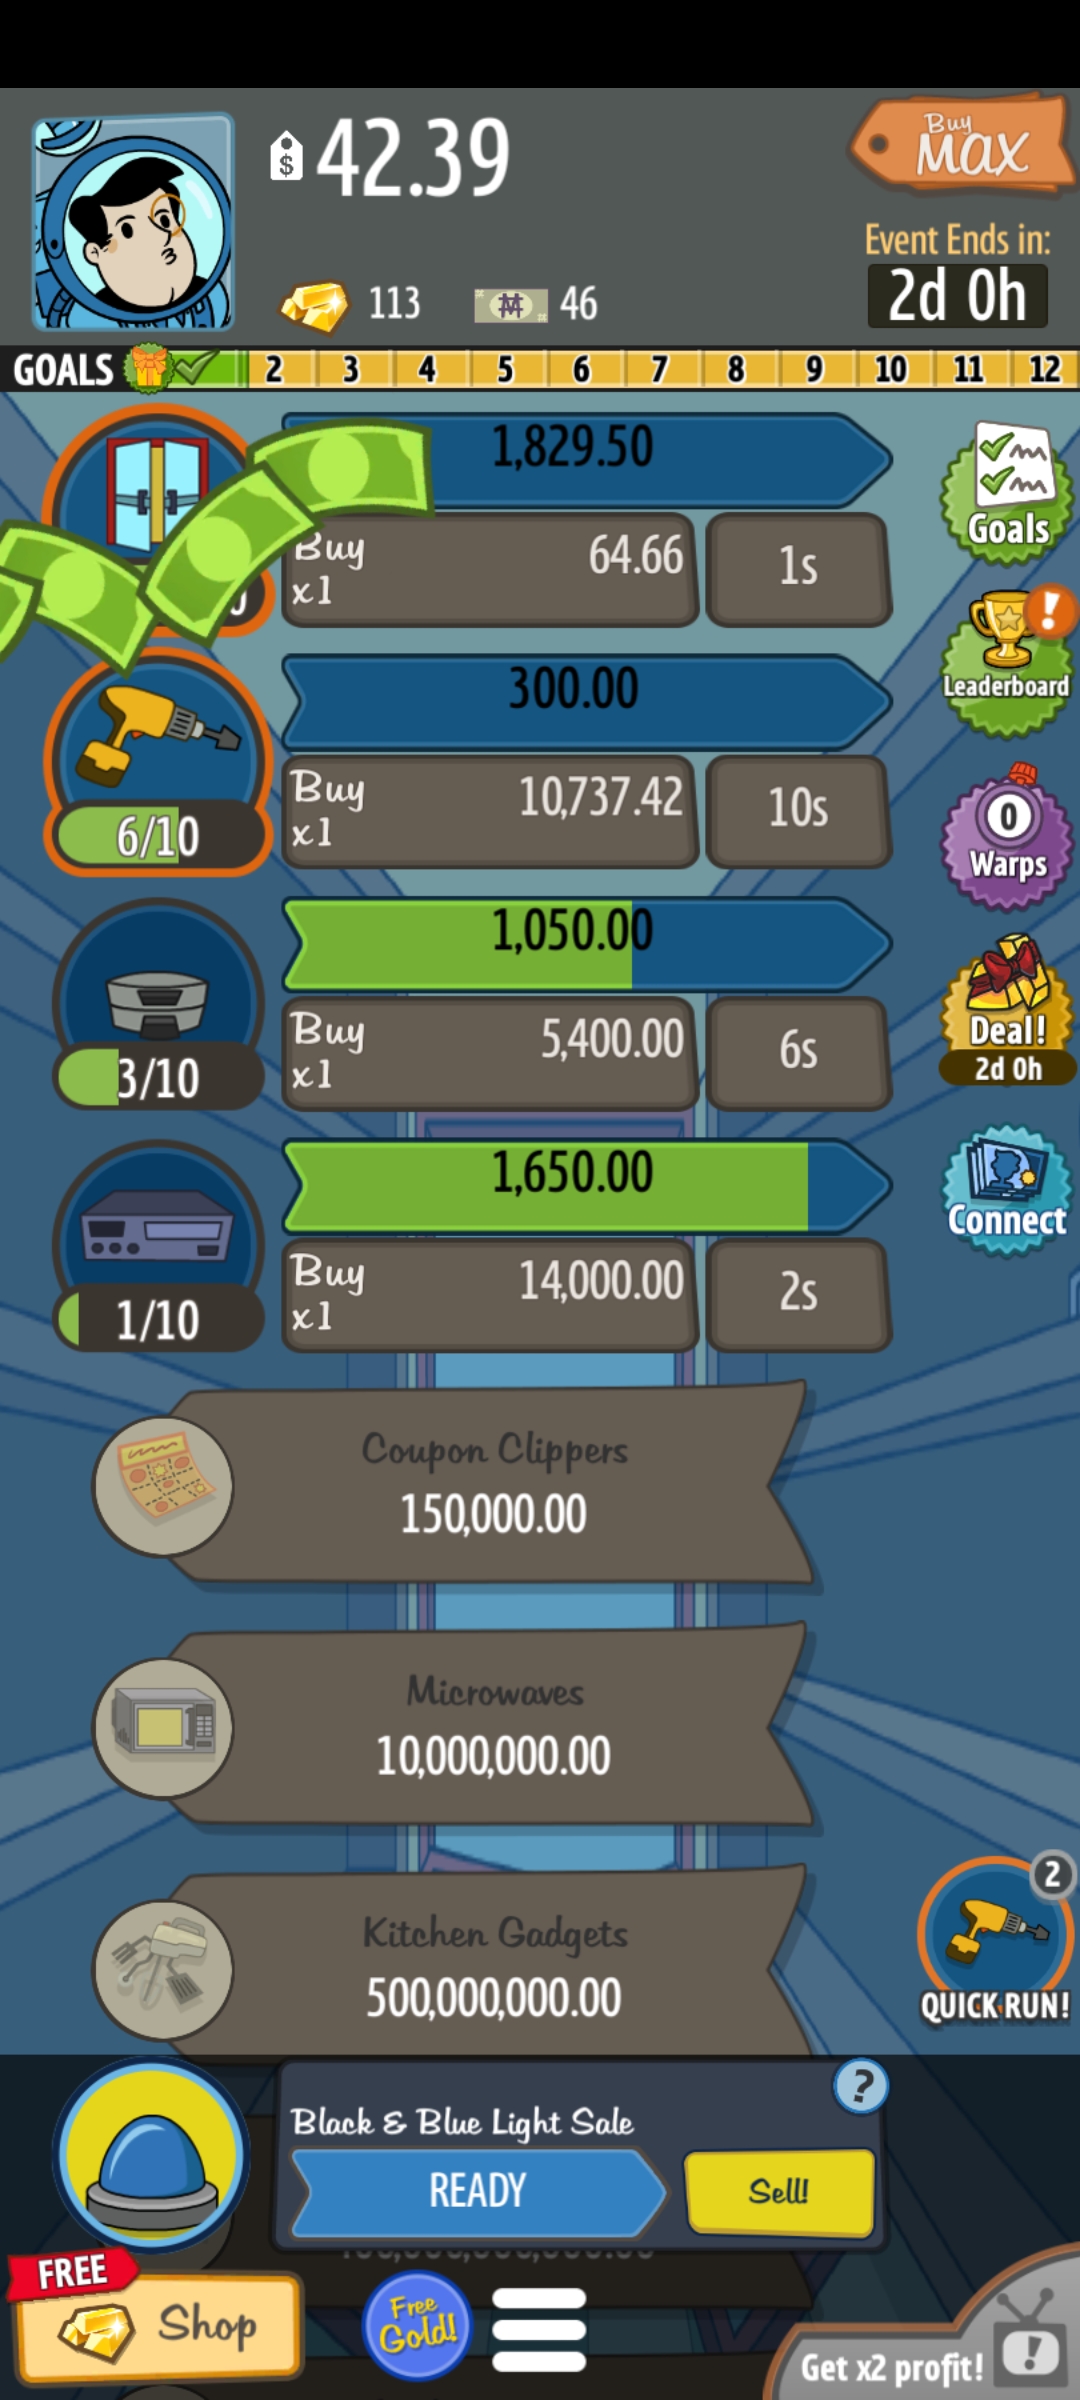 42.39
Buy
MAX
Event Ends in:
2d 0h
113
46
GOALS 2 3 4 5 6 7 8 9 10 11 12
1,829.50
Buy
x1
64.66
1s
Goals
Leaderboard
300.00
Buy
x1
10,737.42
10s
6/10
0
Warps
1,050.00
Buy
x1
5,400.00
6s
3/10
Deal!
2d 0h
1,650.00
Buy
x1
14,000.00
2s
1/10
Connect
Coupon Clippers
150,000.00
Microwaves
10,000,000.00
Kitchen Gadgets
500,000,000.00
2
QUICK RUN!
Black & Blue Light Sale
?
READY
Sell!
FREE
Shop
Free
Gold!
Get x2 profit!
!